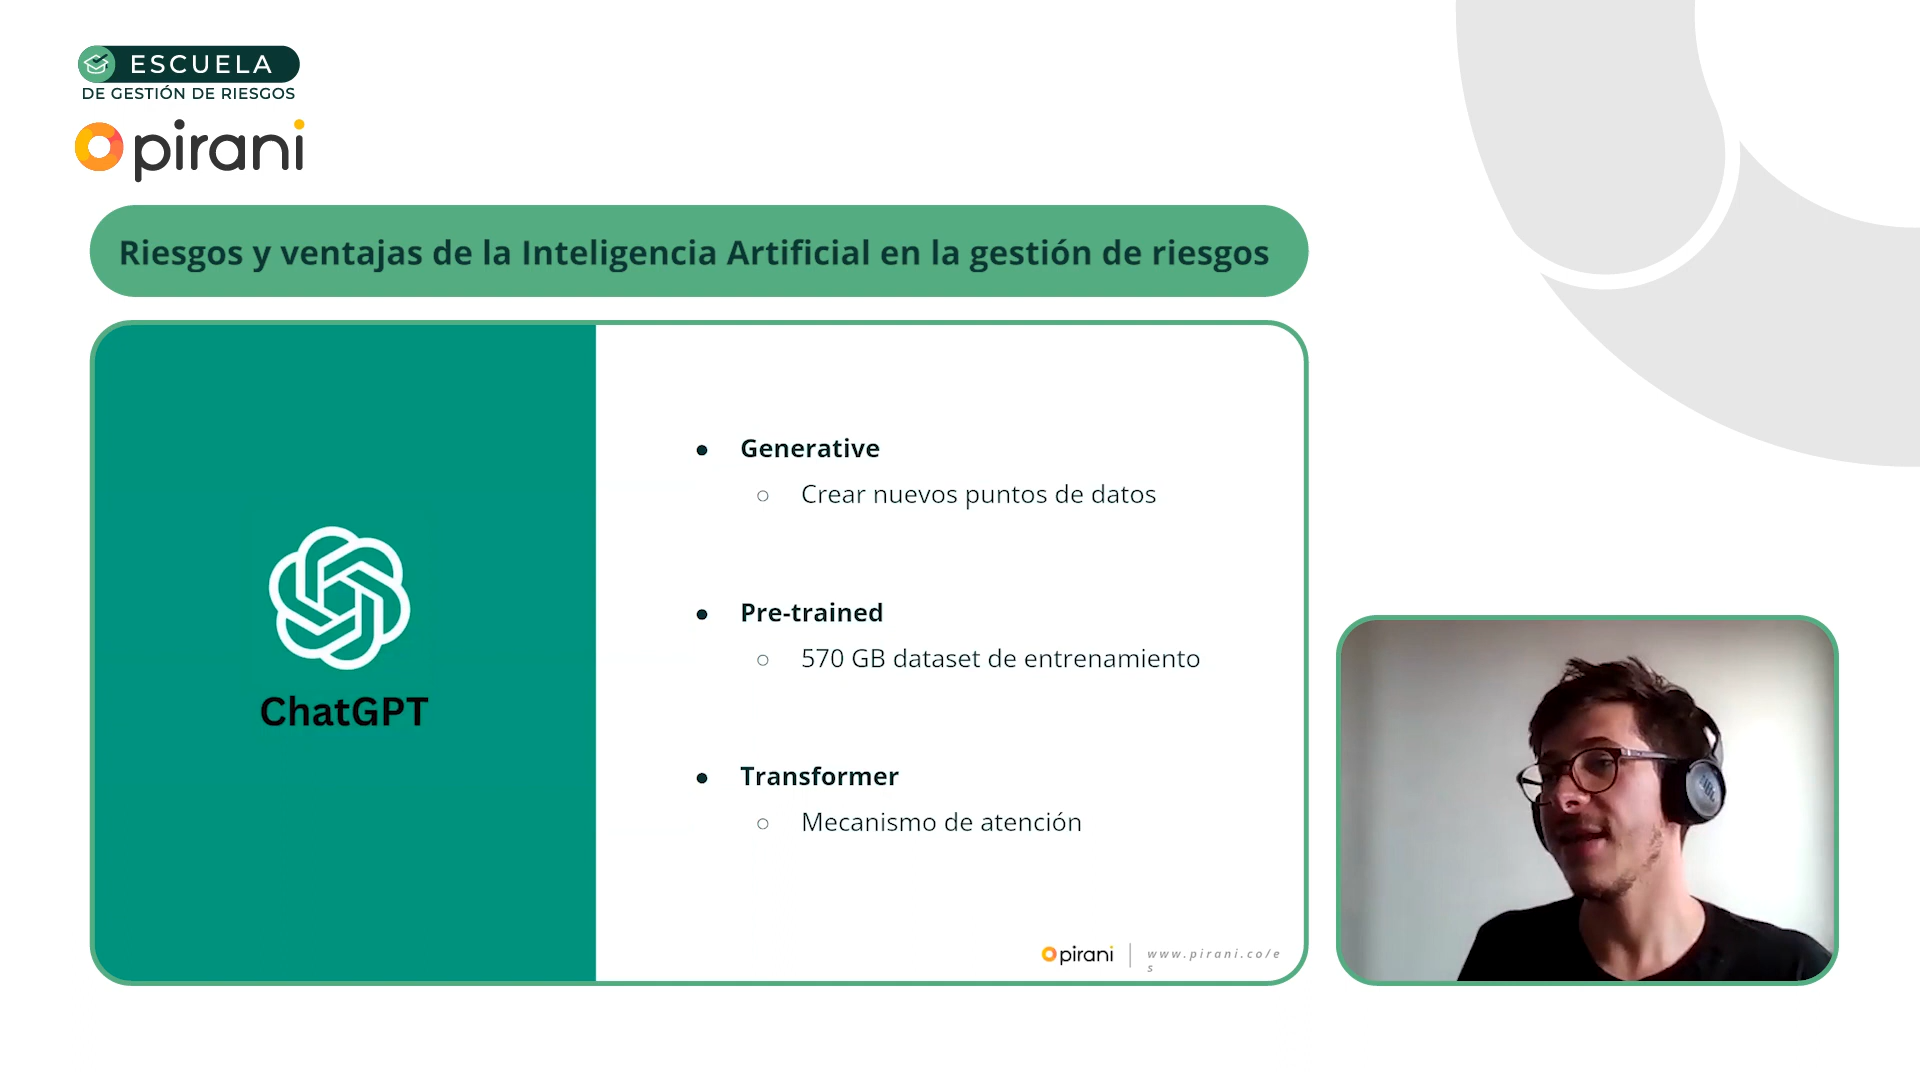 ESCUELA
DE GESTIÓN DE RIESGOS
pirani
Riesgos y ventajas de la Inteligencia Artificial en la gestión de riesgos
ChatGPT
● Generative
○ Crear nuevos puntos de datos
● Pre-trained
○ 570 GB dataset de entrenamiento
● Transformer
○ Mecanismo de atención
pirani | www.pirani.co/e
s
JBL